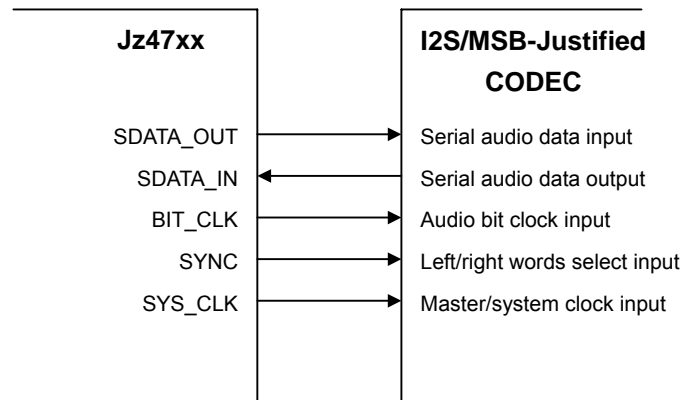 Jz47xx
I2S/MSB-Justified
CODEC
SDATA_OUT
Serial audio data input
SDATA_IN
Serial audio data output
BIT_CLK
Audio bit clock input
SYNC
Left/right words select input
SYS_CLK
Master/system clock input